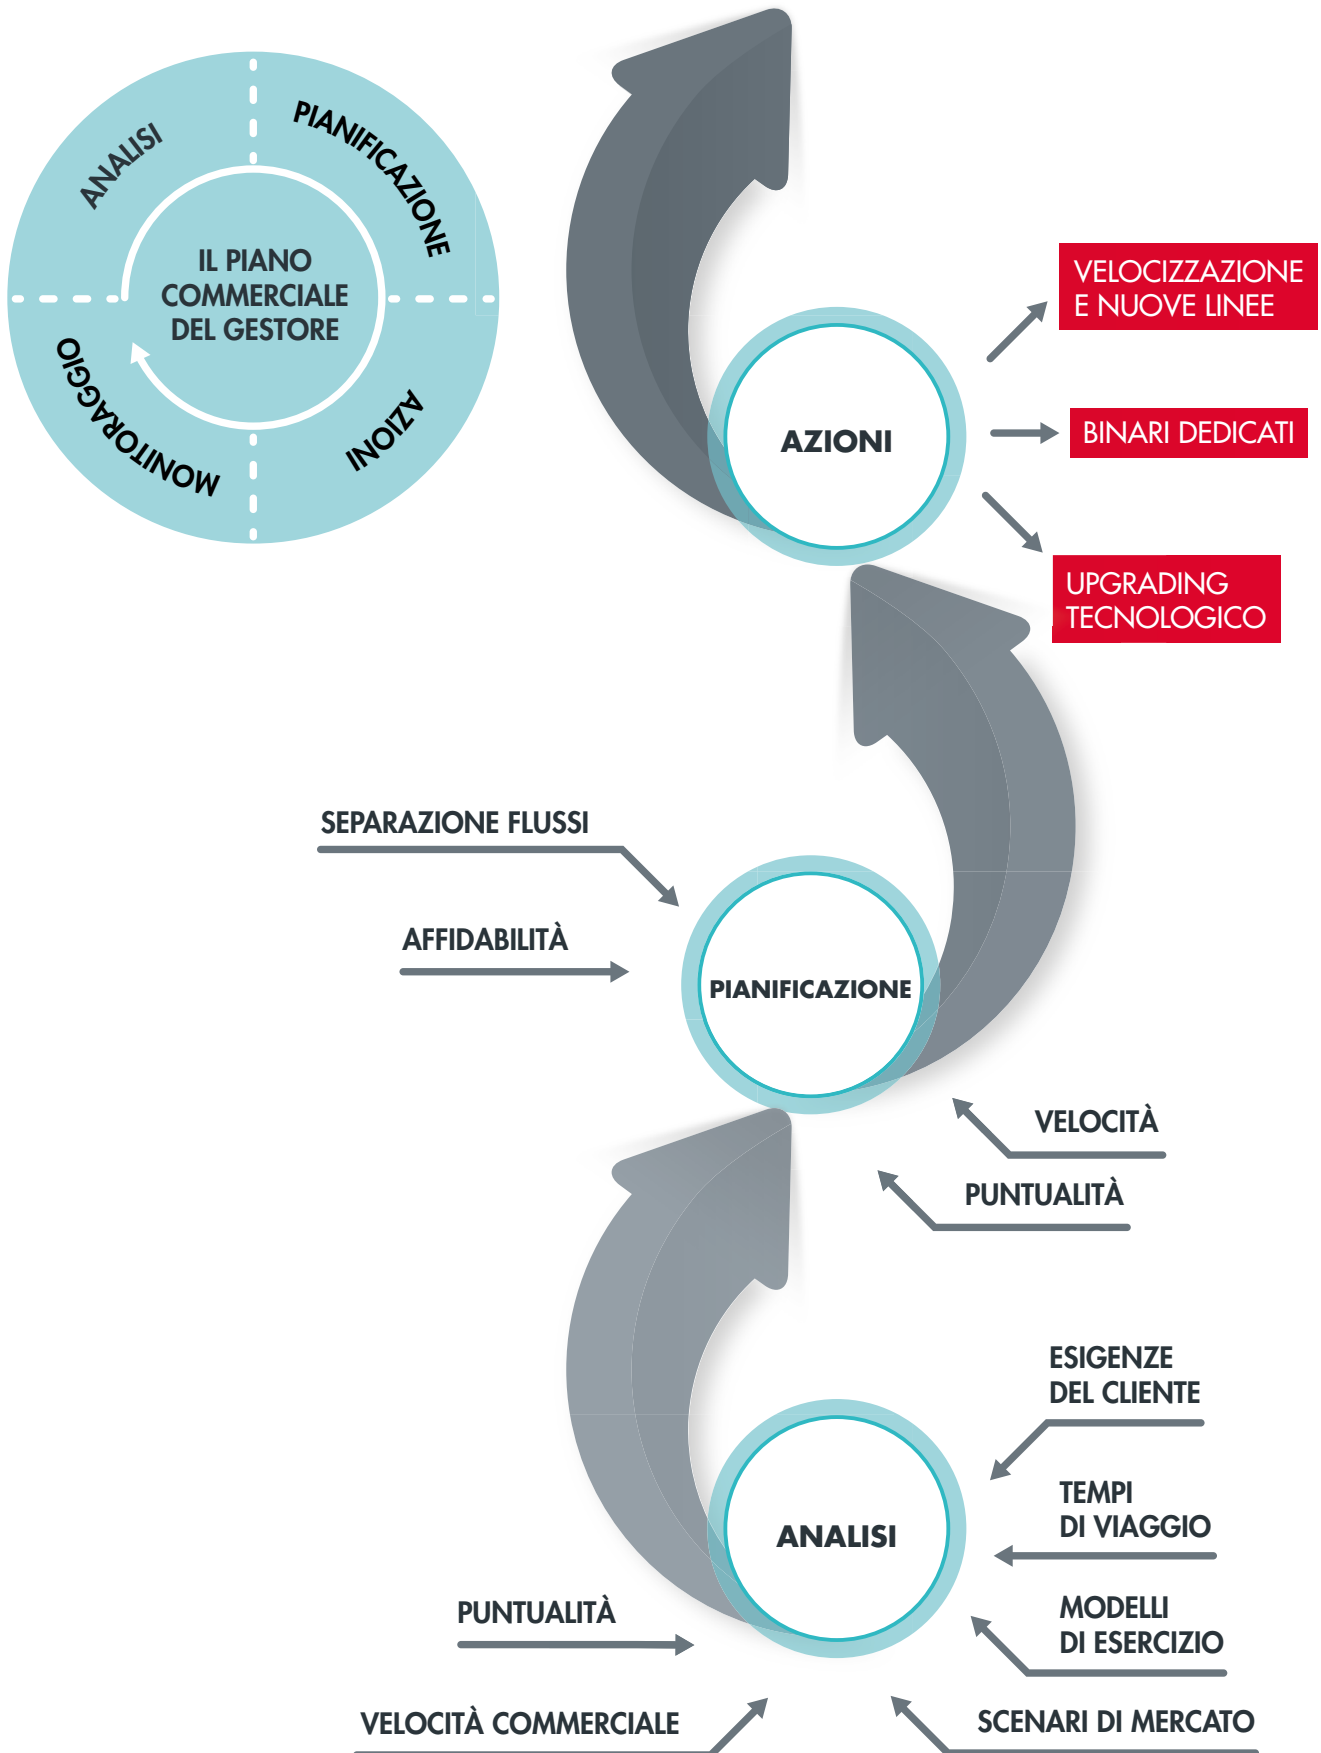 ANALISI
PIANIFICAZIONE
IL PIANO
COMMERCIALE
DEL GESTORE
MONITORAGGIO
AZIONI
VELOCIZZAZIONE
E NUOVE LINEE
AZIONI
BINARI DEDICATI
UPGRADING
TECNOLOGICO
SEPARAZIONE FLUSSI
AFFIDABILITÀ
PIANIFICAZIONE
VELOCITÀ
PUNTUALITÀ
ESIGENZE
DEL CLIENTE
TEMPI
DI VIAGGIO
ANALISI
PUNTUALITÀ
MODELLI
DI ESERCIZIO
VELOCITÀ COMMERCIALE
SCENARI DI MERCATO